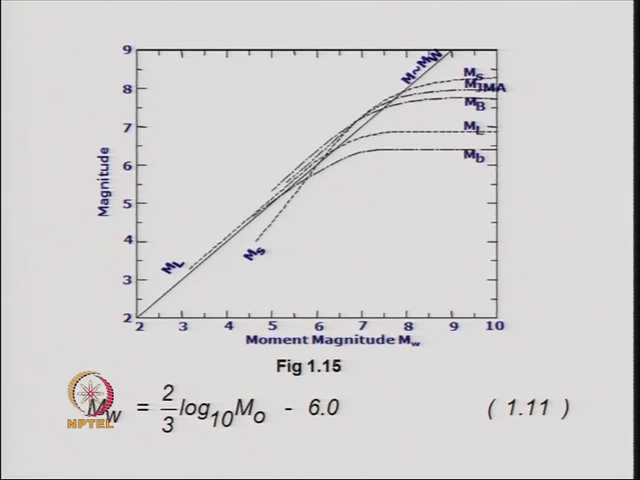 9
8
7
6
5
4
3
2
Magnitude
M~Mw
Ms
MJMA
MB
ML
Mb
ML
Ms
2 3 4 5 6 7 8 9 10
Moment Magnitude Mw
Fig 1.15
Mw = 2/3 log10 Mo - 6.0 ( 1.11 )
NPTEL